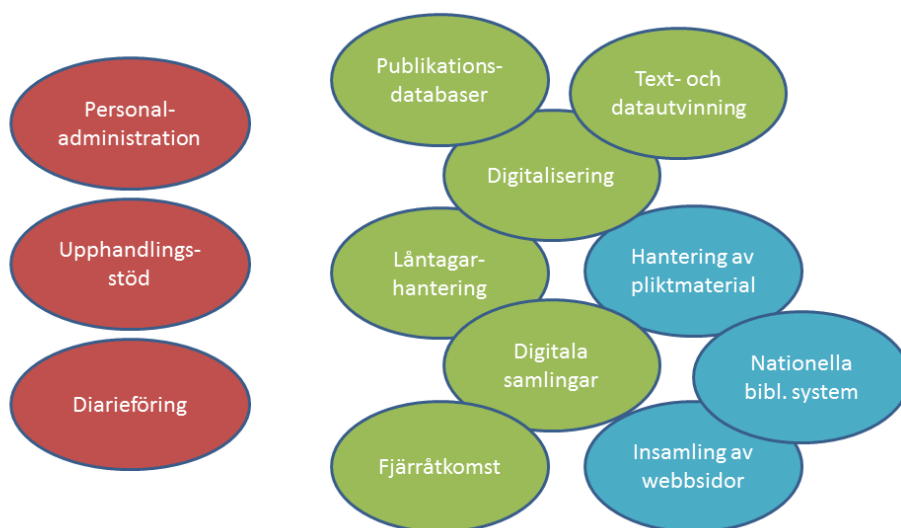 Personal-
administration
Upphandlings-
stöd
Diarieföring
Publikations-
databaser
Text- och
datautvinning
Digitalisering
Låntagar-
hantering
Hantering av
pliktmaterial
Digitala
samlingar
Nationella
bibl. system
Fjärråtkomst
Insamling av
webbsidor